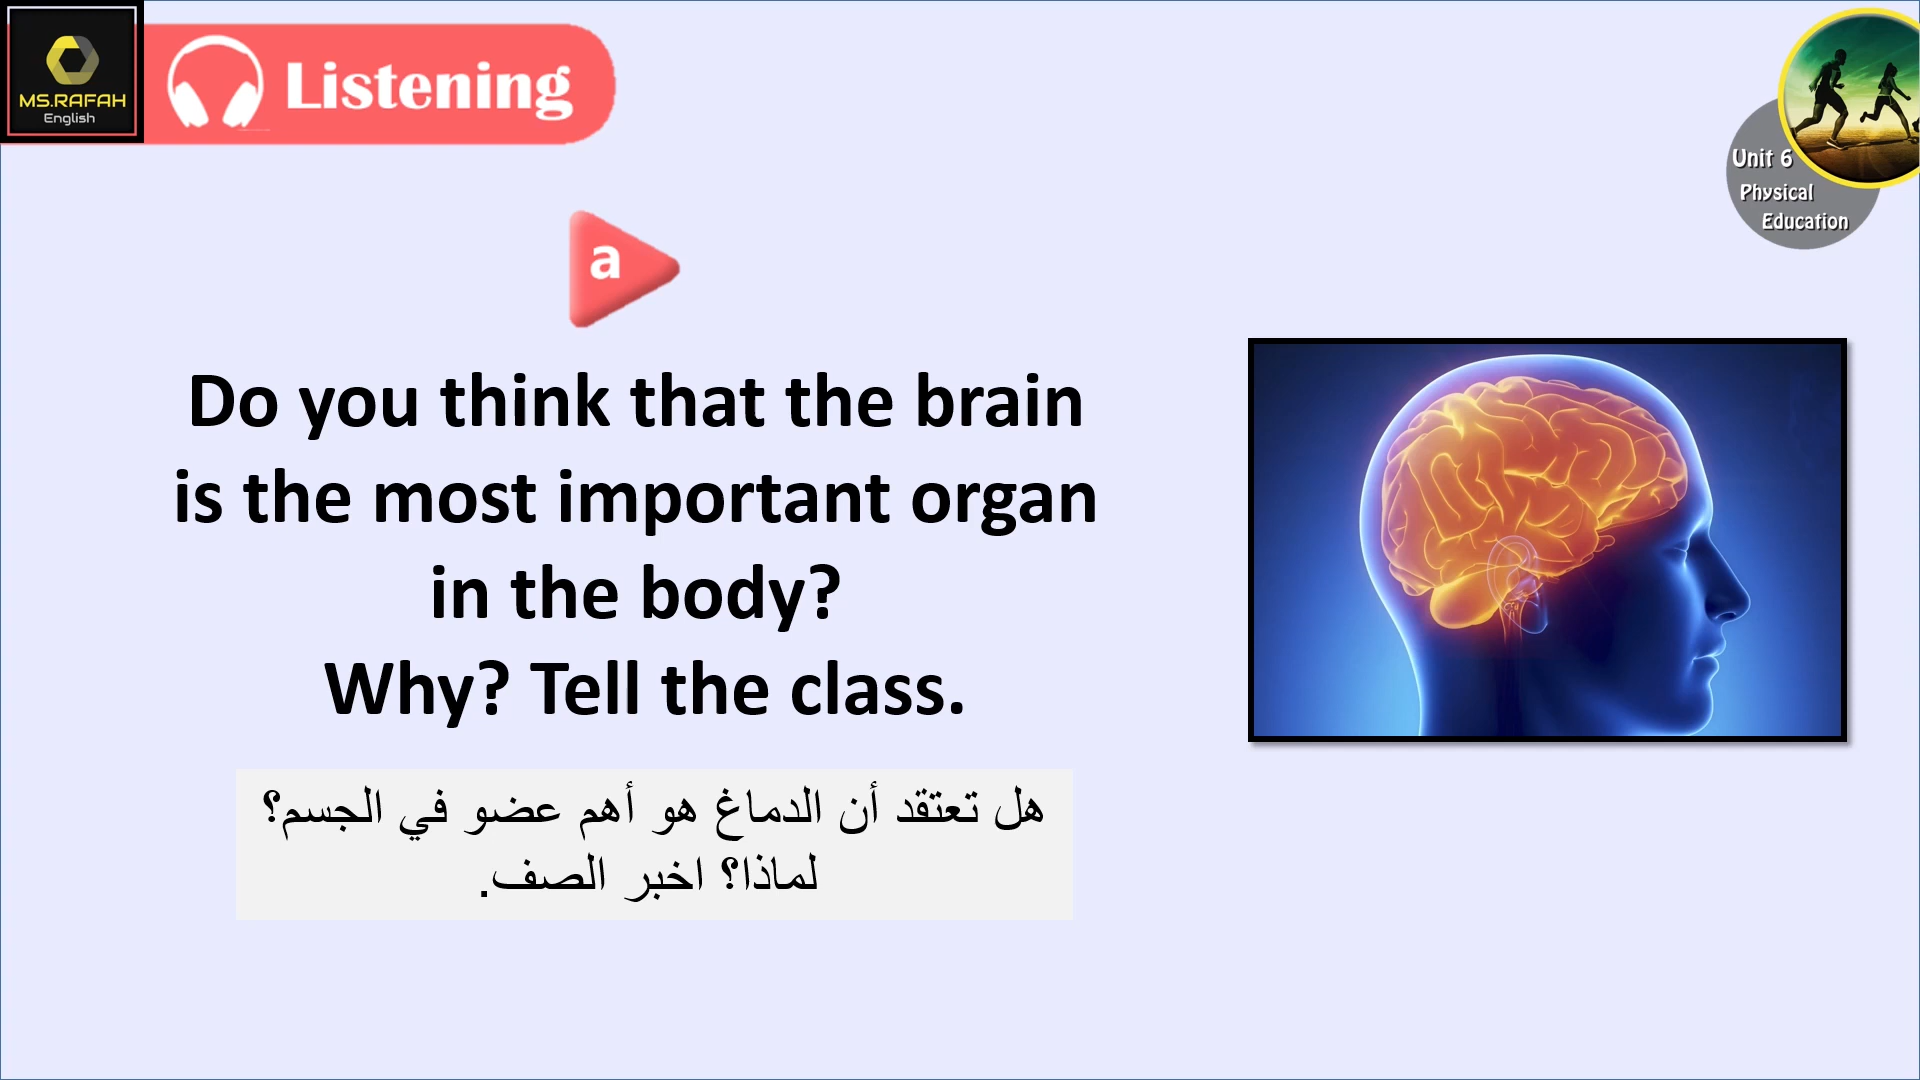 MS.RAFAH
English
Listening
Unit 6
Physical
Education
a
Do you think that the brain
is the most important organ
in the body?
Why? Tell the class.
هل تعتقد أن الدماغ هو أهم عضو في الجسم؟
لماذا؟ اخبر الصف.